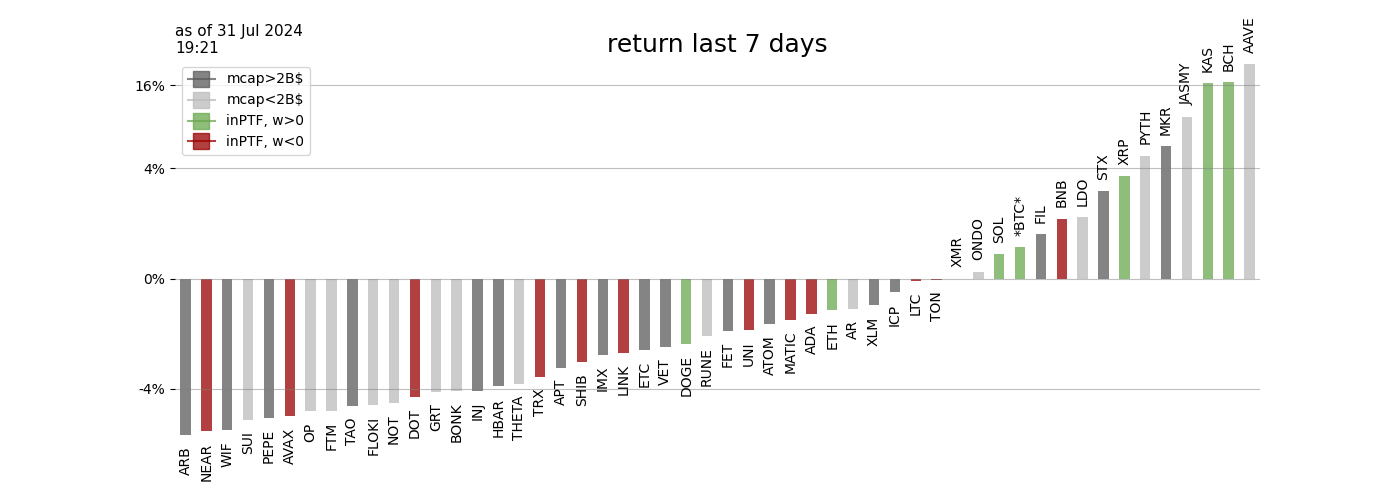 as of 31 Jul 2024
19:21
return last 7 days
mcap>2B$
mcap<2B$
inPTF, w>0
inPTF, w<0
16%
4%
0%
-4%
ARB
NEAR
WIF
SUI
PEPE
AVAX
OP
FTM
TAO
FLOKI
NOT
DOT
GRT
BONK
INJ
HBAR
THETA
TRX
APT
SHIB
IMX
LINK
ETC
VET
DOGE
RUNE
FET
UNI
ATOM
MATIC
ADA
ETH
AR
XLM
ICP
LTC
TON
XMR
ONDO
SOL
*BTC*
FIL
BNB
LDO
STX
XRP
PYTH
MKR
JASMY
KAS
BCH
AAVE